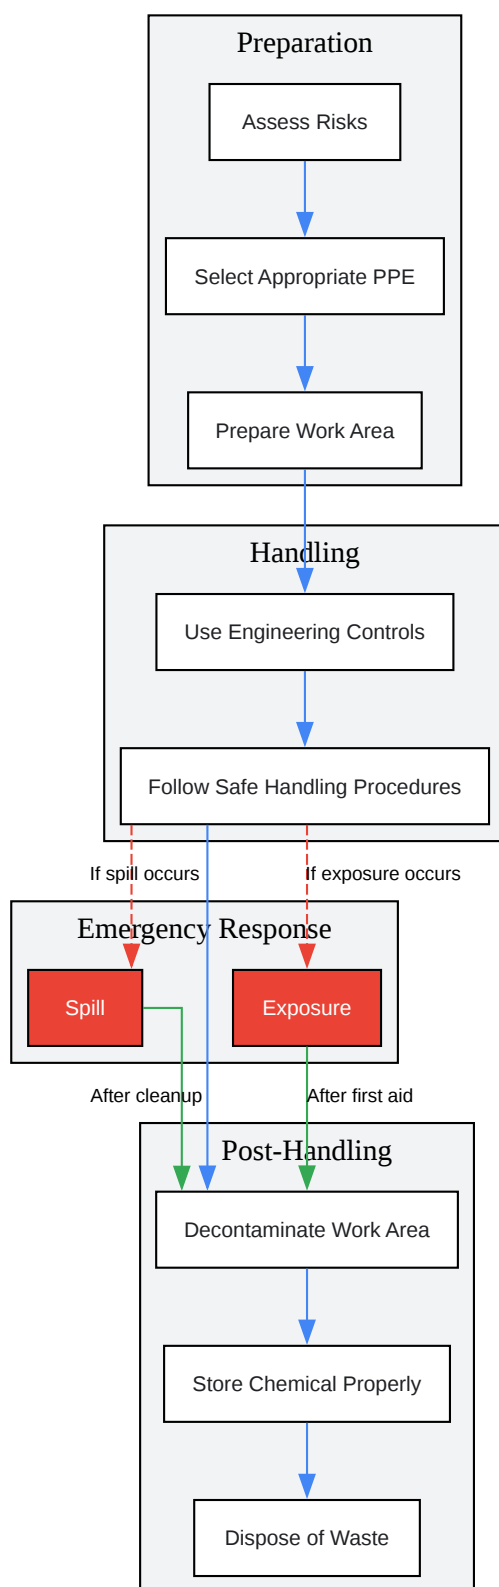 Preparation
Assess Risks
Select Appropriate PPE
Prepare Work Area
Handling
Use Engineering Controls
Follow Safe Handling Procedures
If spill occurs
If exposure occurs
Emergency Response
Spill
Exposure
After cleanup
After first aid
Post-Handling
Decontaminate Work Area
Store Chemical Properly
Dispose of Waste